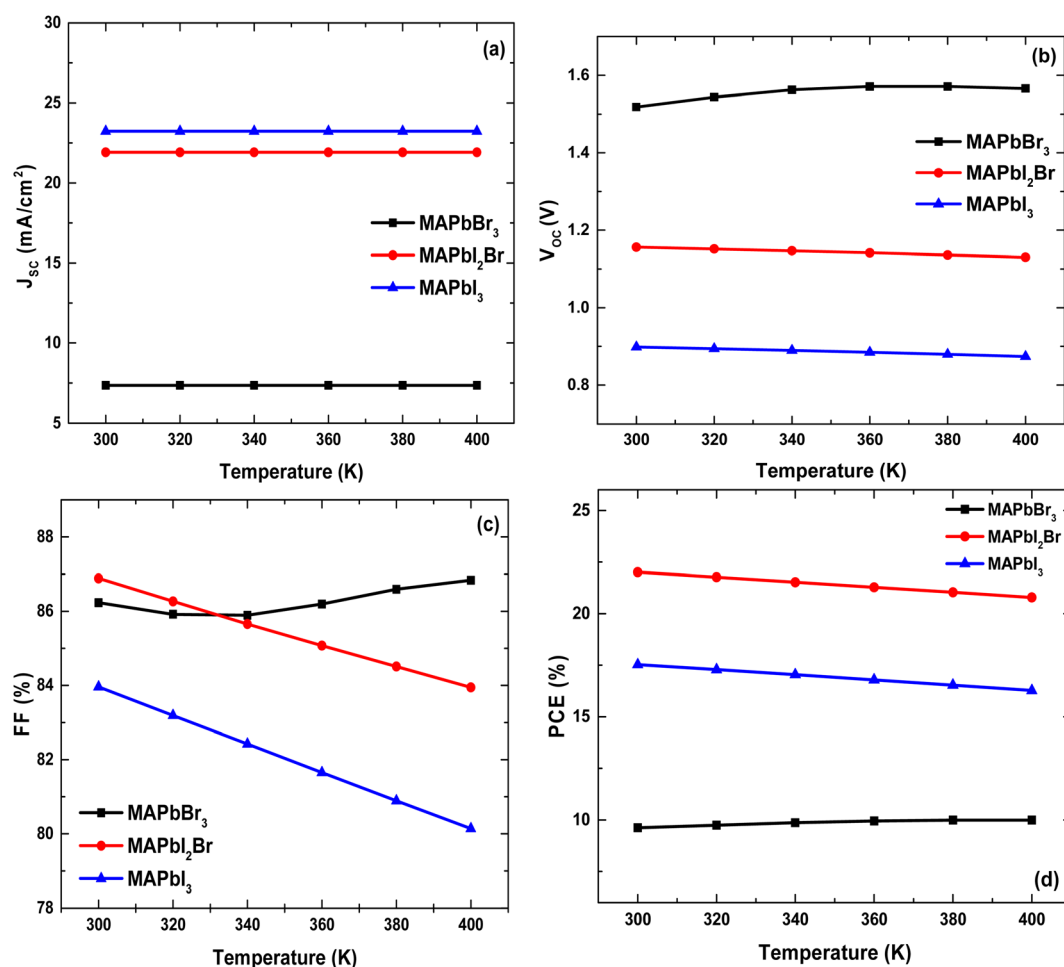 (a)
J_SC (mA/cm²)
30
25
20
15
10
5
MAPbBr₃
MAPbI₂Br
MAPbI₃
300 320 340 360 380 400
Temperature (K)
(b)
V_OC (V)
1.6
1.4
1.2
1.0
0.8
MAPbBr₃
MAPbI₂Br
MAPbI₃
300 320 340 360 380 400
Temperature (K)
(c)
FF (%)
88
86
84
82
80
78
MAPbBr₃
MAPbI₂Br
MAPbI₃
300 320 340 360 380 400
Temperature (K)
PCE (%)
25
20
15
10
MAPbBr₃
MAPbI₂Br
MAPbI₃
(d)
300 320 340 360 380 400
Temperature (K)